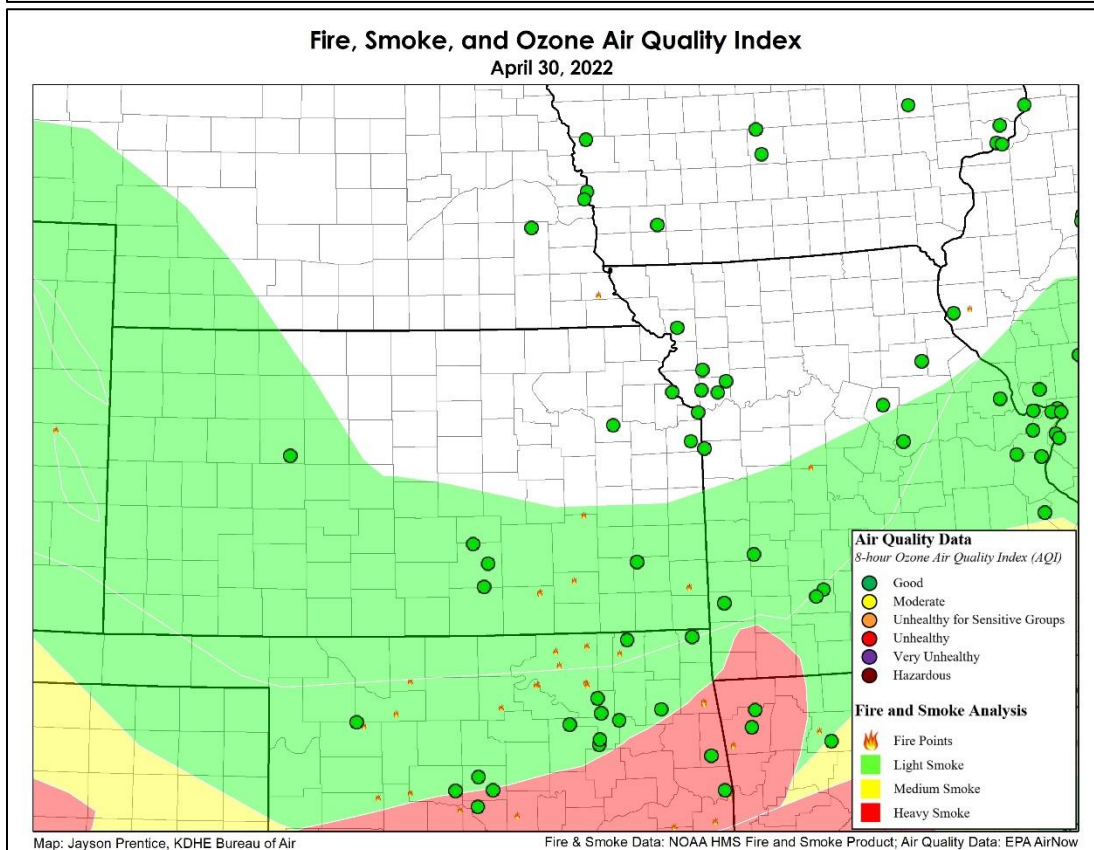 Fire, Smoke, and Ozone Air Quality Index
April 30, 2022
Air Quality Data
8-hour Ozone Air Quality Index (AQI)
Good
Moderate
Unhealthy for Sensitive Groups
Unhealthy
Very Unhealthy
Hazardous
Fire and Smoke Analysis
Fire Points
Light Smoke
Medium Smoke
Heavy Smoke
Map: Jayson Prentice, KDHE Bureau of Air
Fire & Smoke Data: NOAA HMS Fire and Smoke Product; Air Quality Data: EPA AirNow